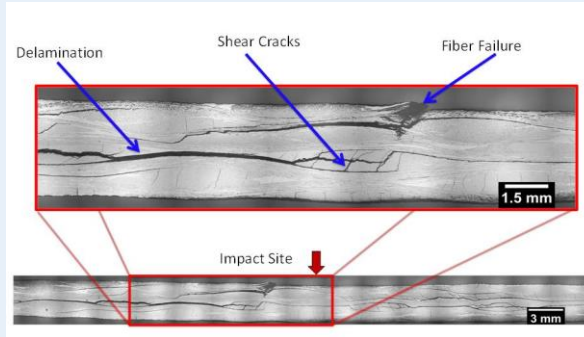 Delamination
Shear Cracks
Fiber Failure
1.5 mm
Impact Site
3 mm